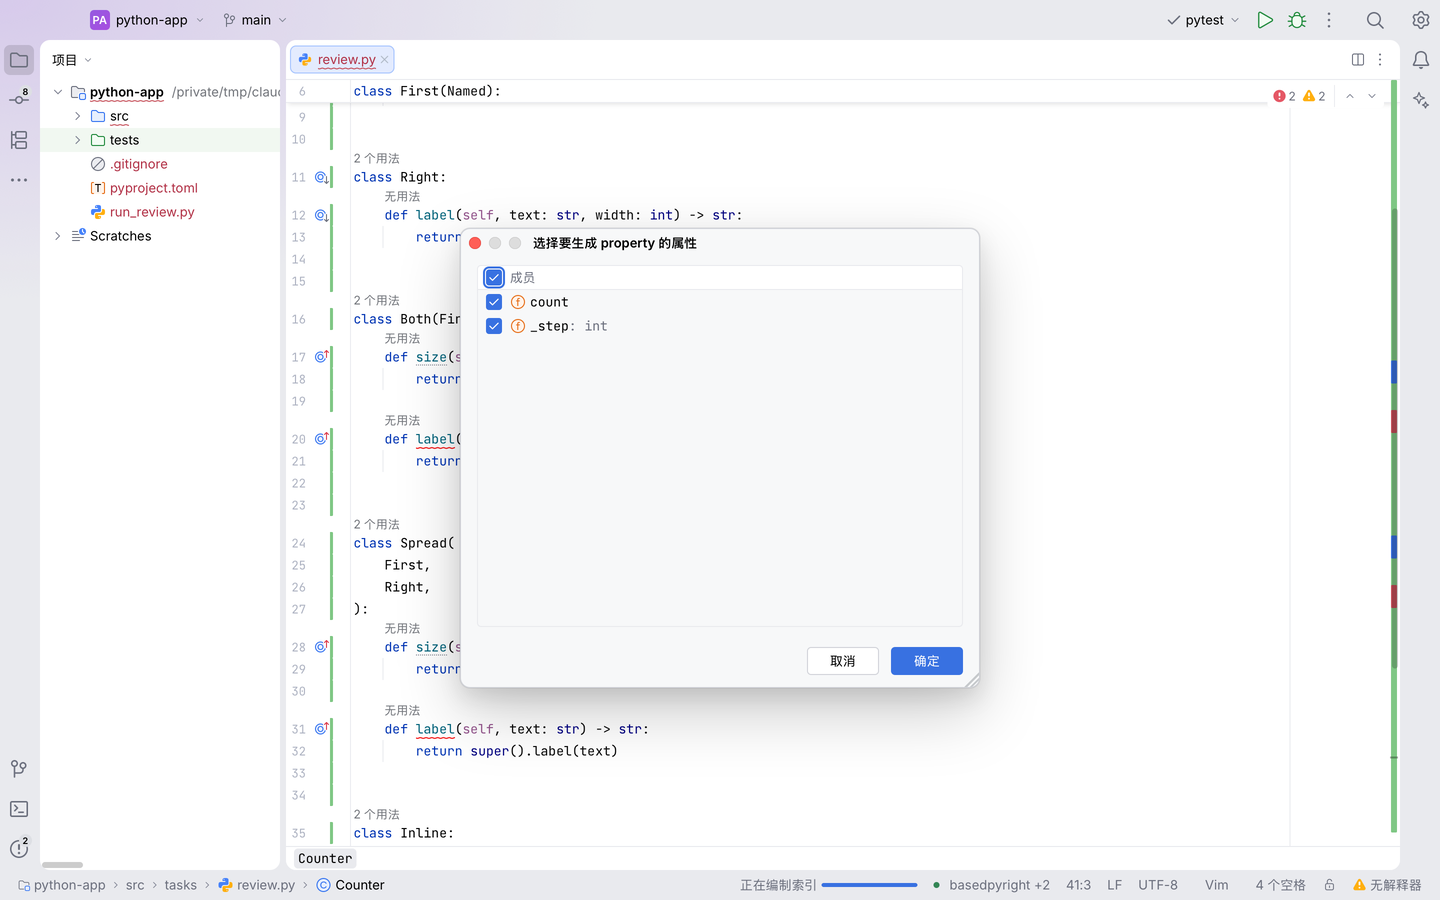 PA python-app main pytest
项目
review.py
python-app /private/tmp/clau
8
src
tests
.gitignore
[T] pyproject.toml
run_review.py
Scratches
6 class First(Named):
2 2
9
10
2 个用法
11 class Right:
无用法
12 def label(self, text: str, width: int) -> str:
13 return
14
15
2 个用法
16 class Both(Fir
无用法
17 def size(s
18 return
19
无用法
20 def label(
21 return
22
23
2 个用法
24 class Spread(
25 First,
26 Right,
27 ):
无用法
28 def size(s
29 return
30
无用法
31 def label(self, text: str) -> str:
32 return super().label(text)
33
34
2 个用法
35 class Inline:
选择要生成 property 的属性
成员
f count
f _step: int
取消 确定
2
Counter
python-app › src › tasks › review.py › C Counter
正在编制索引 basedpyright +2 41:3 LF UTF-8 Vim 4 个空格 无解释器